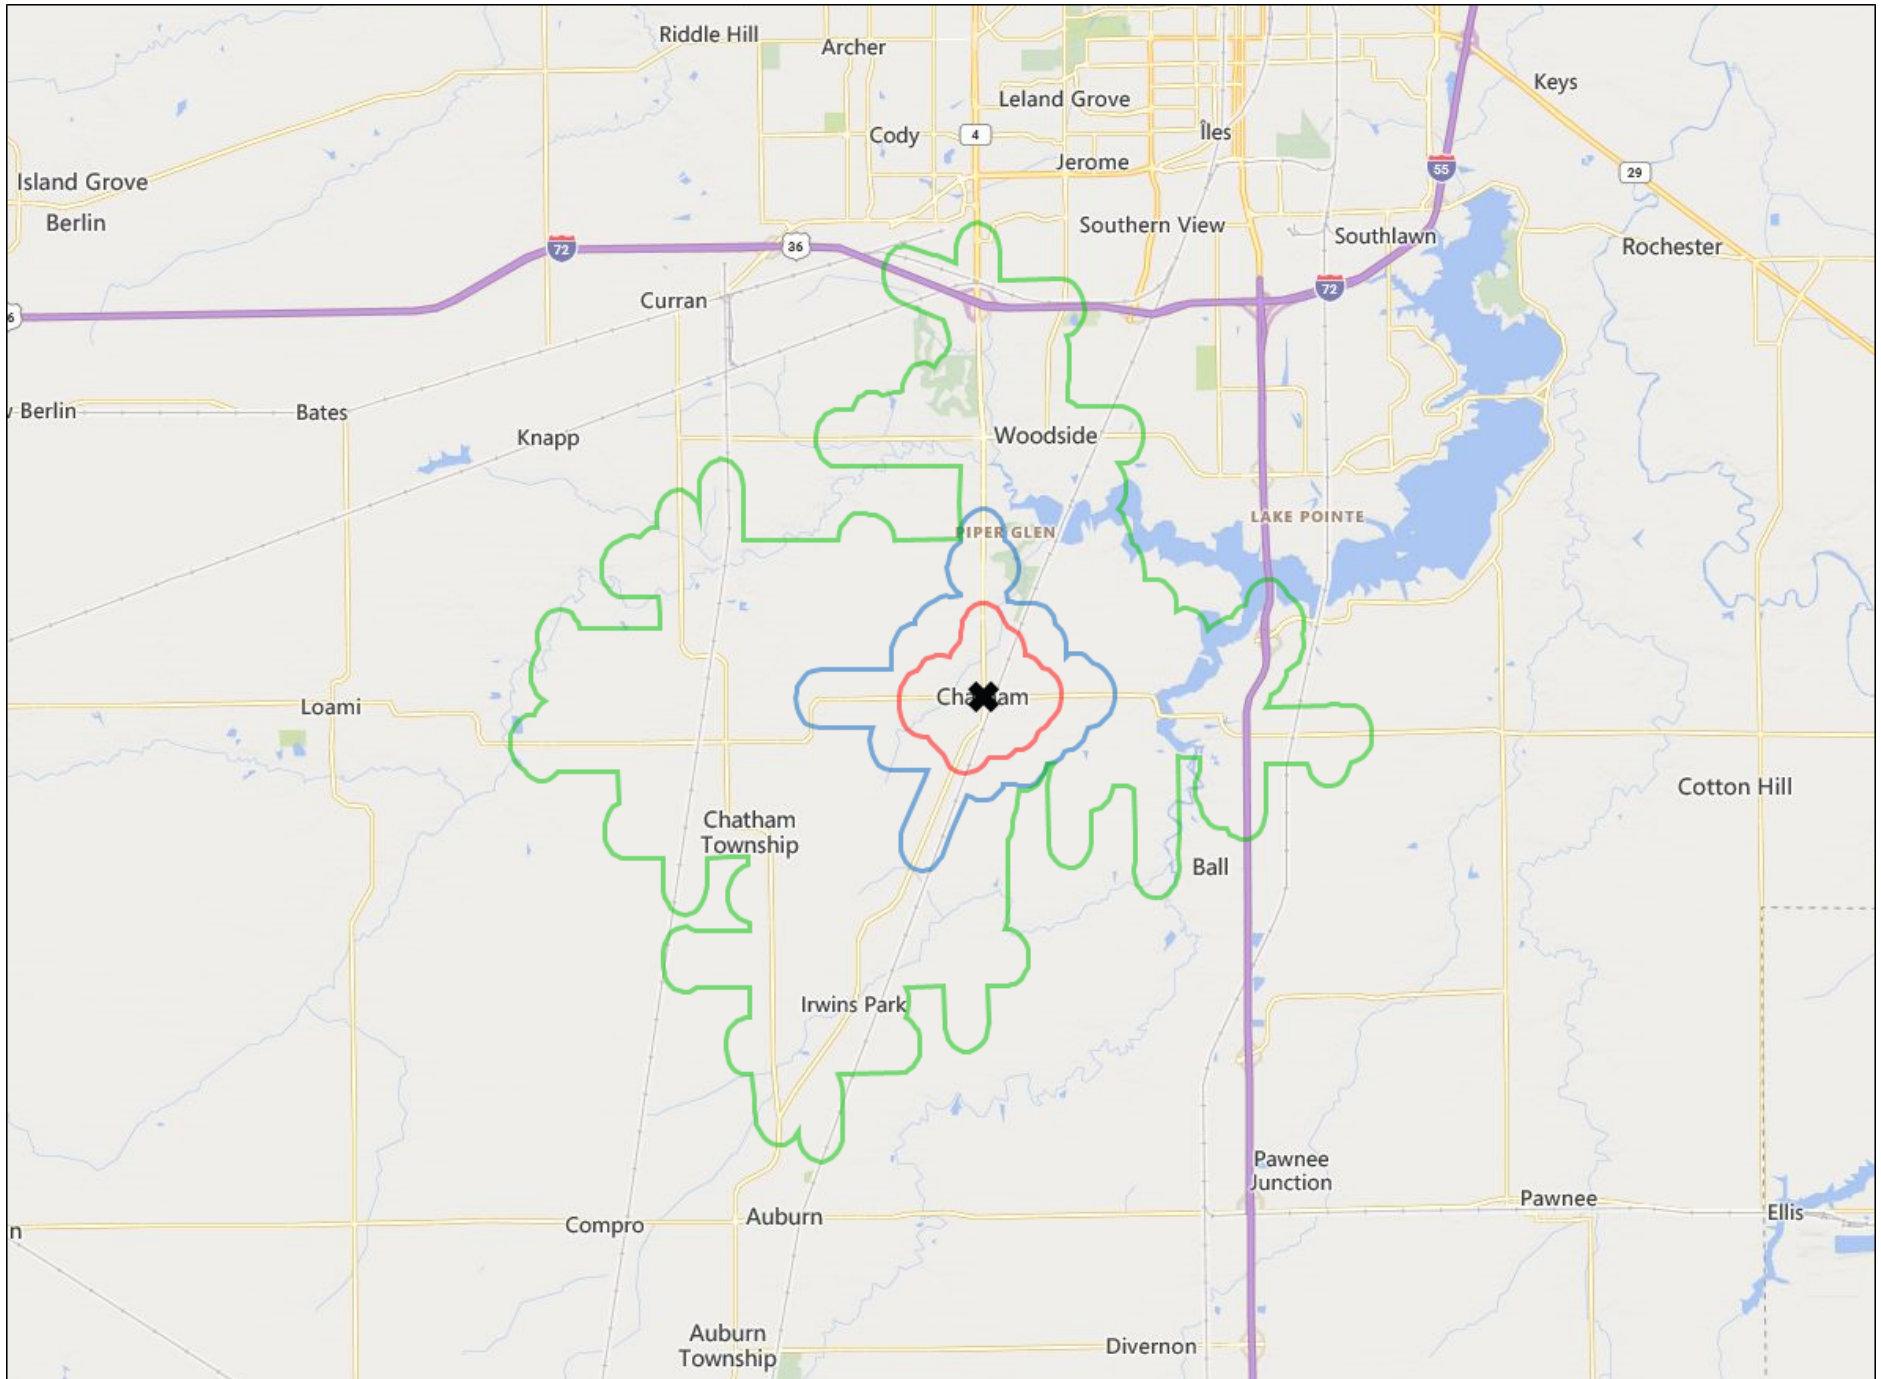 Riddle Hill
Archer
Keys
Leland Grove
Cody
4
Îles
Jerome
55
29
Island Grove
Berlin
Southern View
Southlawn
Rochester
72
36
Curran
72
6
Berlin
Bates
Knapp
Woodside
PIPER GLEN
LAKE POINTE
Loami
Chatham
Cotton Hill
Chatham
Township
Ball
Irwins Park
Pawnee
Junction
Pawnee
Compro
Auburn
Ellis
n
Auburn
Township
Divernon